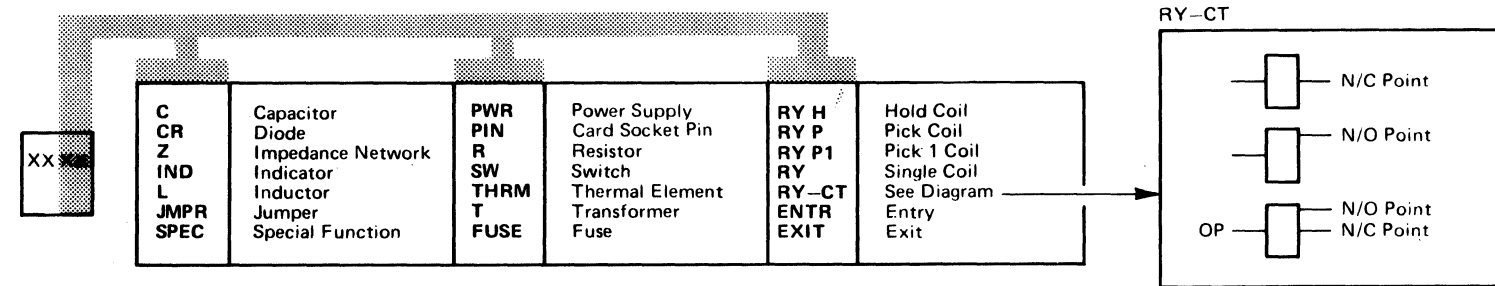 RY–CT
XX XX
C Capacitor PWR Power Supply RY H Hold Coil
CR Diode PIN Card Socket Pin RY P Pick Coil
Z Impedance Network R Resistor RY P1 Pick 1 Coil
IND Indicator SW Switch RY Single Coil
L Inductor THRM Thermal Element RY–CT See Diagram
JMPR Jumper T Transformer ENTR Entry
SPEC Special Function FUSE Fuse EXIT Exit
N/C Point
N/O Point
N/O Point
OP N/C Point